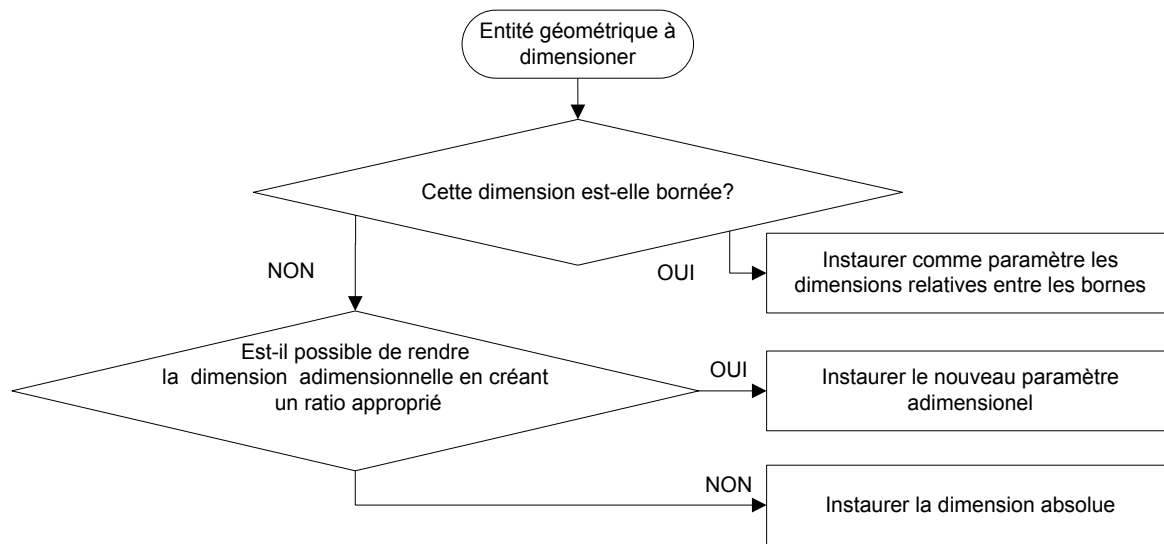 Entité géométrique à
dimensioner
Cette dimension est-elle bornée?
NON
OUI
Instaurer comme paramètre les
dimensions relatives entre les bornes
Est-il possible de rendre
la dimension adimensionnelle en créant
un ratio approprié
OUI
Instaurer le nouveau paramètre
adimensionel
NON
Instaurer la dimension absolue